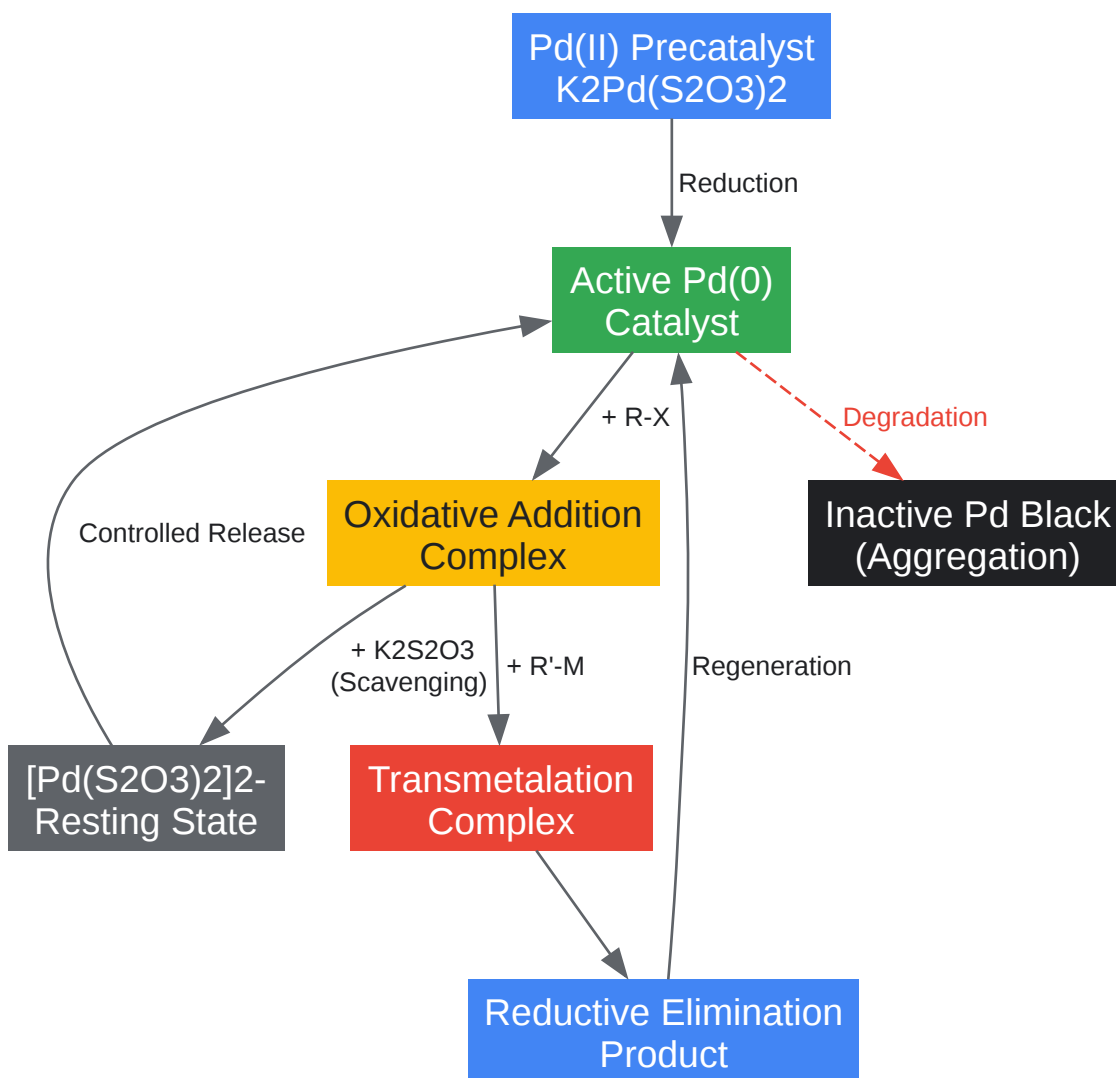 Pd(II) Precatalyst
K2Pd(S2O3)2
Reduction
Active Pd(0)
Catalyst
+ R-X
Degradation
Oxidative Addition
Complex
Inactive Pd Black
(Aggregation)
Controlled Release
+ K2S2O3
(Scavenging)
+ R'-M
Regeneration
[Pd(S2O3)2]2-
Resting State
Transmetalation
Complex
Reductive Elimination
Product